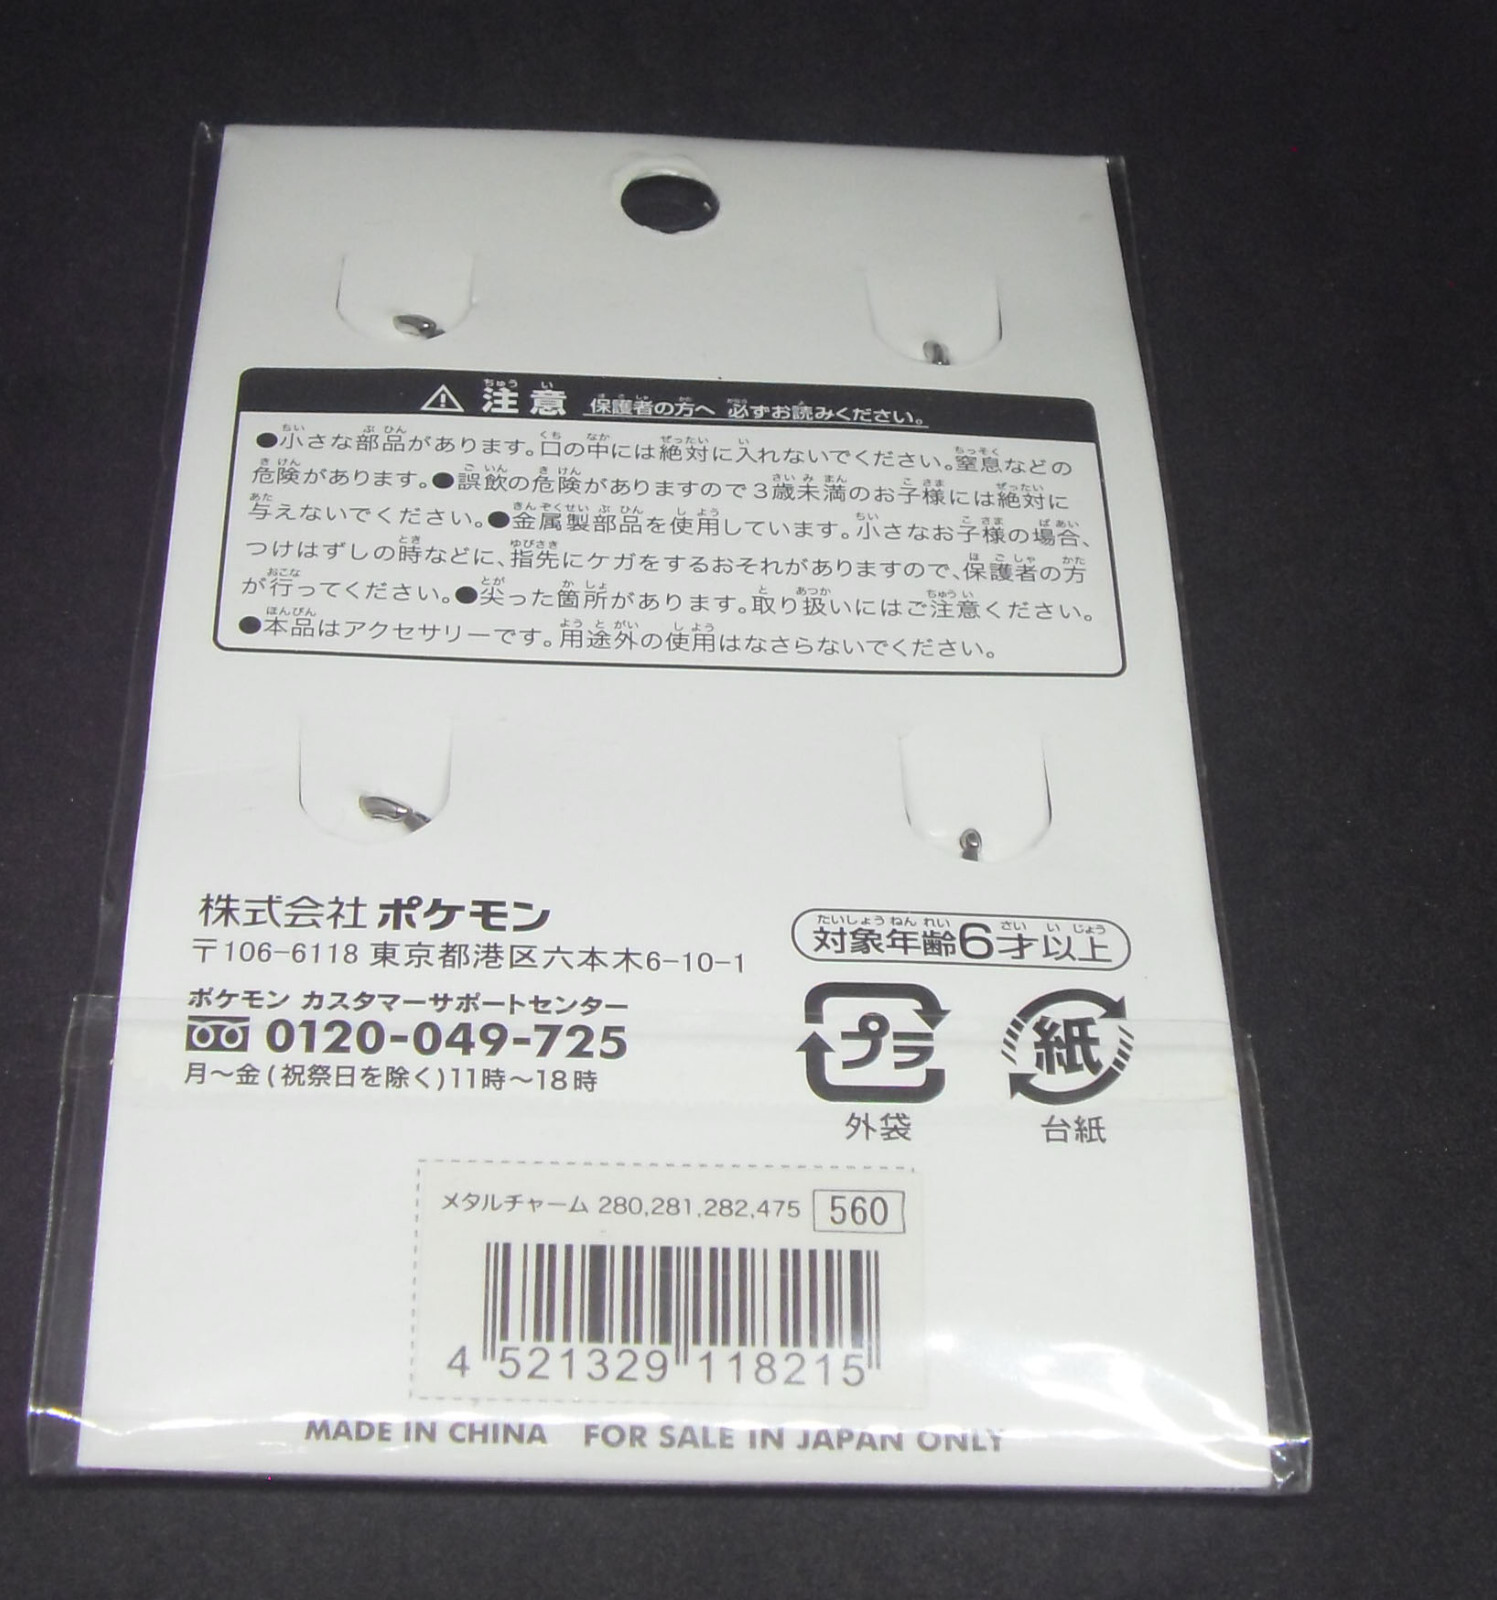 注意 保護者の方へ 必ずお読みください。
●小さな部品があります。口の中には絶対に入れないでください。窒息などの
危険があります。●誤飲の危険がありますので3歳未満のお子様には絶対に
与えないでください。●金属製部品を使用しています。小さなお子様の場合、
つけはずしの時などに、指先にケガをするおそれがありますので、保護者の方
が行ってください。●尖った箇所があります。取り扱いにはご注意ください。
●本品はアクセサリーです。用途外の使用はなさらないでください。
株式会社ポケモン
〒106-6118 東京都港区六本木6-10-1
ポケモン カスタマーサポートセンター
0120-049-725
月〜金(祝祭日を除く)11時〜18時
対象年齢6才以上
プラ
外袋
紙
台紙
メタルチャーム 280,281,282,475 560
4 521329 118215
MADE IN CHINA FOR SALE IN JAPAN ONLY